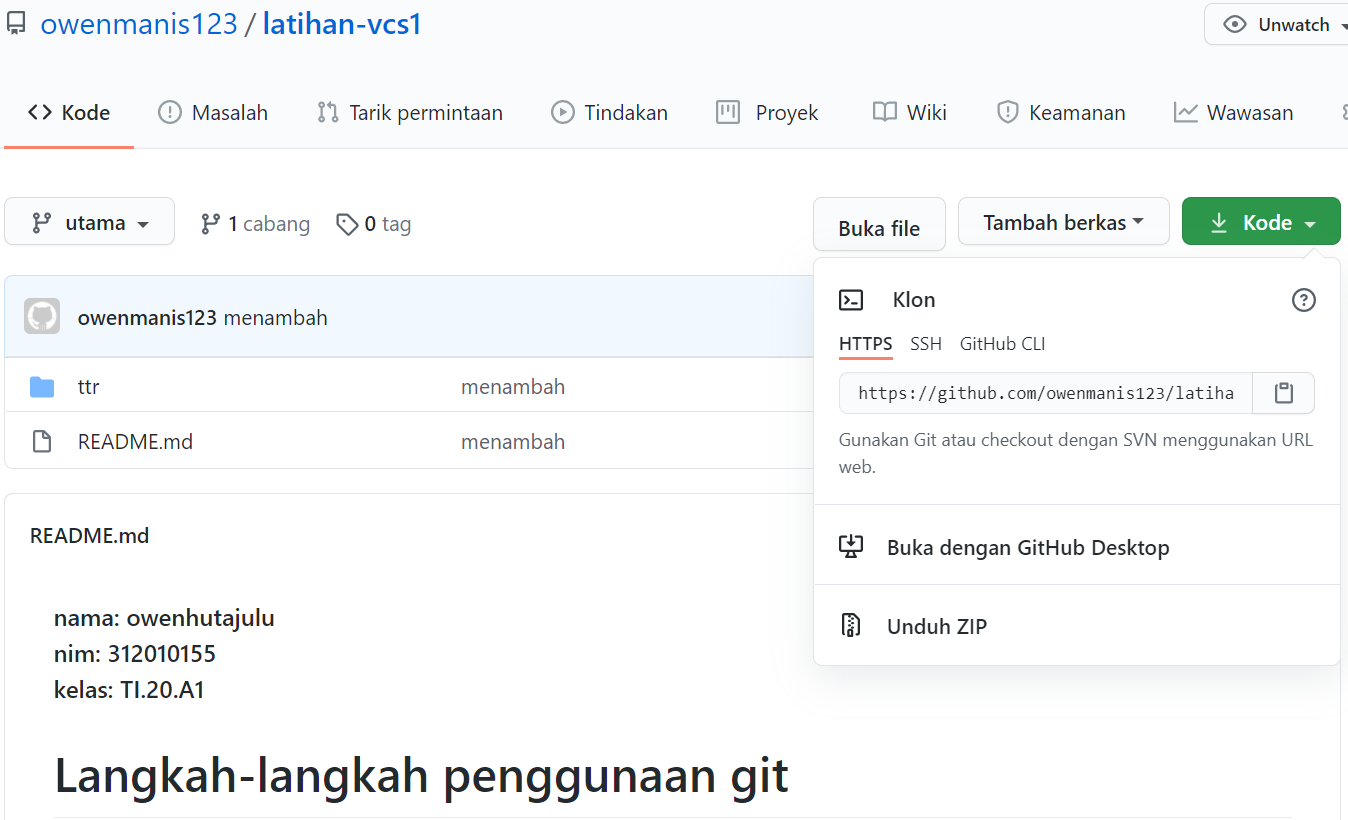 owenmanis123 / latihan-vcs1
Unwatch
Kode Masalah Tarik permintaan Tindakan Proyek Wiki Keamanan Wawasan
utama 1 cabang 0 tag Buka file Tambah berkas Kode
owenmanis123 menambah
ttr menambah
README.md menambah
Klon
HTTPS SSH GitHub CLI
https://github.com/owenmanis123/latiha
Gunakan Git atau checkout dengan SVN menggunakan URL
web.
Buka dengan GitHub Desktop
Unduh ZIP
README.md
nama: owenhutajulu
nim: 312010155
kelas: TI.20.A1
Langkah-langkah penggunaan git